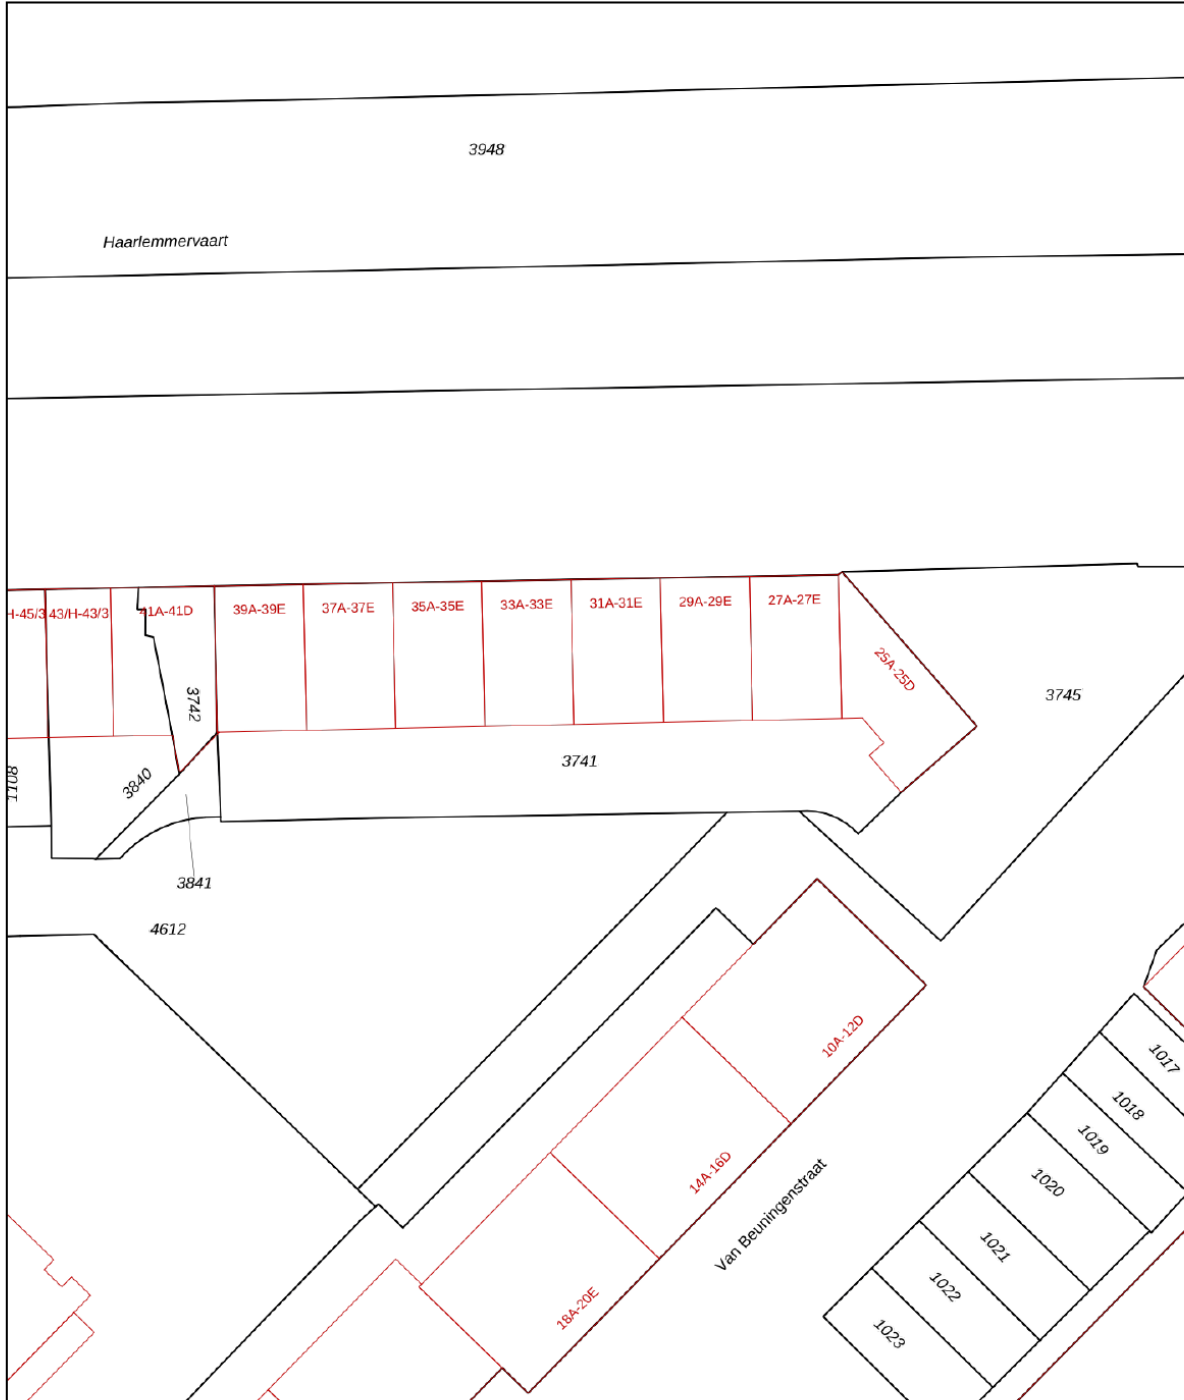 3948
Haarlemmervaart
H-45/3
43/H-43/3
41A-41D
39A-39E
37A-37E
35A-35E
33A-33E
31A-31E
29A-29E
27A-27E
25A-25D
3742
3745
3741
3840
1108
3841
4612
10A-12D
14A-16D
18A-20E
Van Beuningenstraat
1017
1018
1019
1020
1021
1022
1023